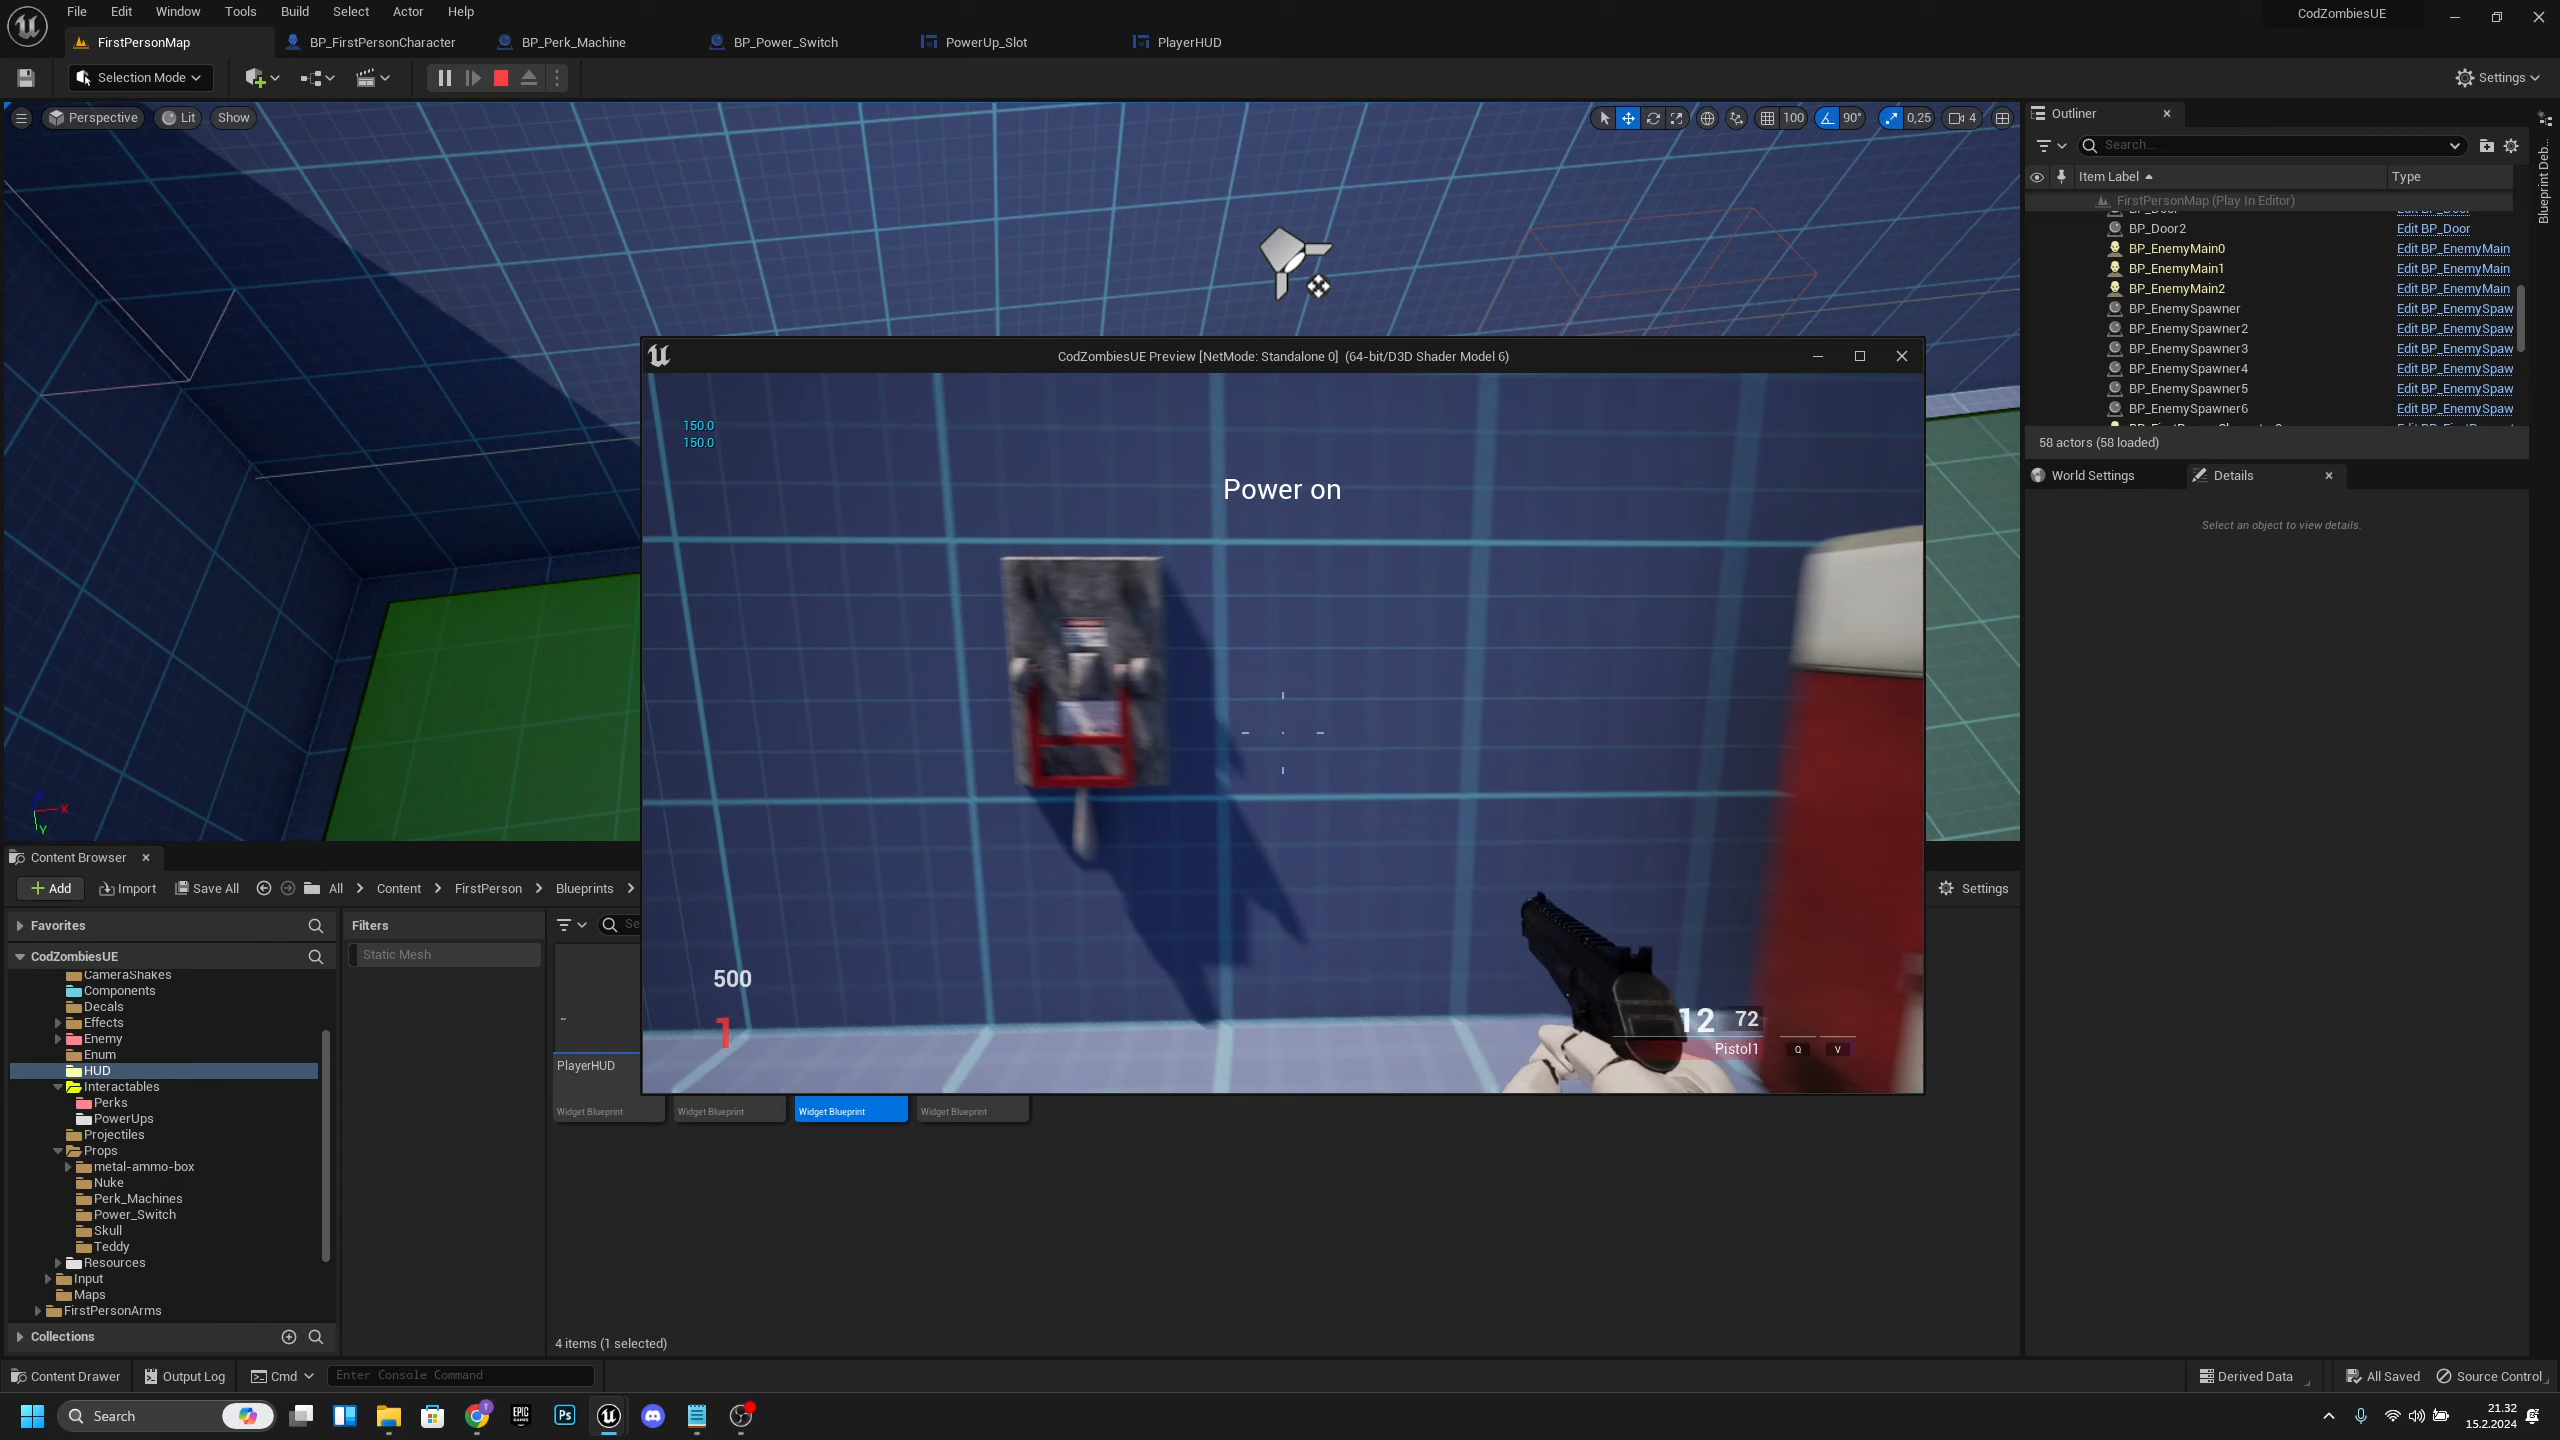 File Edit Window Tools Build Select Actor Help
CodZombiesUE
FirstPersonMap BP_FirstPersonCharacter BP_Perk_Machine BP_Power_Switch PowerUp_Slot PlayerHUD
Selection Mode
Settings
Perspective Lit Show
100 90° 0,25 4
Outliner
Blueprint Deb...
Search...
Item Label Type
FirstPersonMap (Play In Editor)
BP_Door2 Edit BP_Door
BP_EnemyMain0 Edit BP_EnemyMain
BP_EnemyMain1 Edit BP_EnemyMain
BP_EnemyMain2 Edit BP_EnemyMain
BP_EnemySpawner Edit BP_EnemySpaw
BP_EnemySpawner2 Edit BP_EnemySpaw
BP_EnemySpawner3 Edit BP_EnemySpaw
BP_EnemySpawner4 Edit BP_EnemySpaw
BP_EnemySpawner5 Edit BP_EnemySpaw
BP_EnemySpawner6 Edit BP_EnemySpaw
58 actors (58 loaded)
World Settings Details
Select an object to view details.
CodZombiesUE Preview [NetMode: Standalone 0] (64-bit/D3D Shader Model 6)
150.0
150.0
Power on
500
1
12 72
Pistol1 Q V
X
Y
Content Browser
Add Import Save All All Content FirstPerson Blueprints
Settings
Favorites
Filters
Se
Static Mesh
CodZombiesUE
CameraShakes
Components
Decals
Effects
Enemy
Enum
HUD
Interactables
Perks
PowerUps
Projectiles
Props
metal-ammo-box
Nuke
Perk_Machines
Power_Switch
Skull
Teddy
Resources
Input
Maps
FirstPersonArms
Collections
PlayerHUD
Widget Blueprint Widget Blueprint Widget Blueprint Widget Blueprint
4 items (1 selected)
Content Drawer Output Log Cmd Enter Console Command
Derived Data All Saved Source Control
Search
EPIC GAMES
Ps
T
21.32
15.2.2024